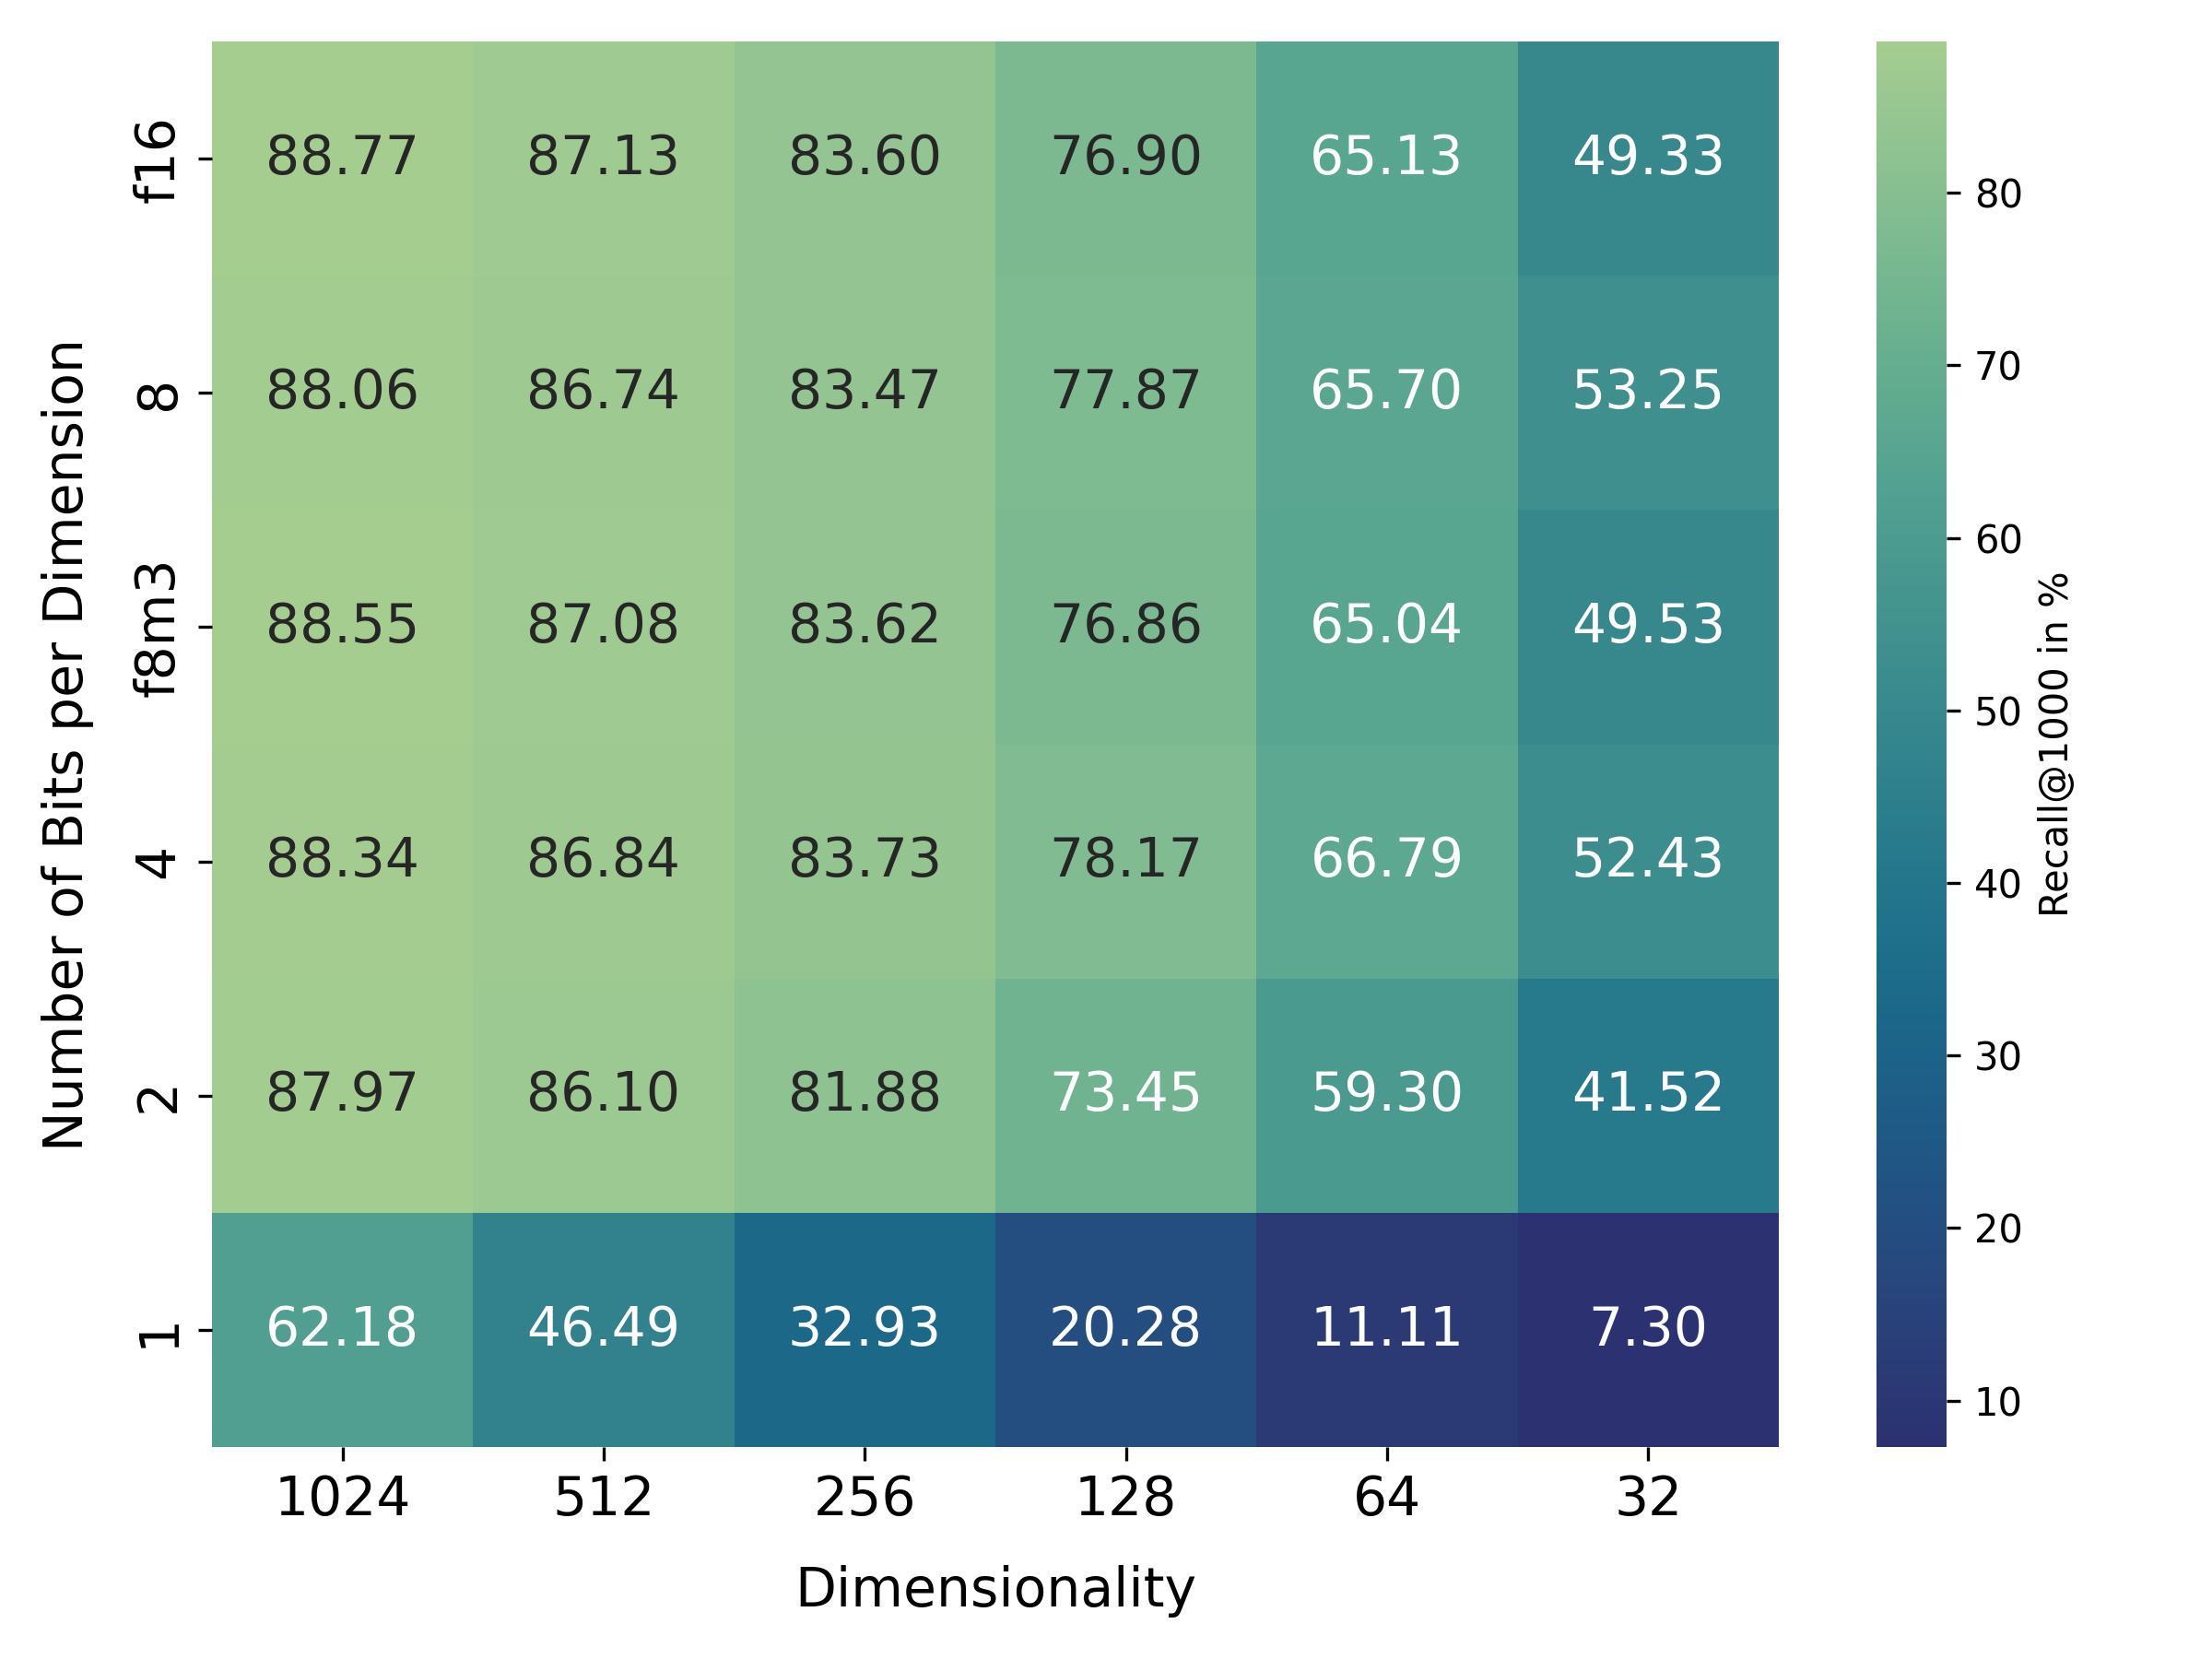 Number of Bits per Dimension
f16 88.77 87.13 83.60 76.90 65.13 49.33
8 88.06 86.74 83.47 77.87 65.70 53.25
f8m3 88.55 87.08 83.62 76.86 65.04 49.53
4 88.34 86.84 83.73 78.17 66.79 52.43
2 87.97 86.10 81.88 73.45 59.30 41.52
1 62.18 46.49 32.93 20.28 11.11 7.30
1024 512 256 128 64 32
Dimensionality
80
70
60
50
40
30
20
10
Recall@1000 in %